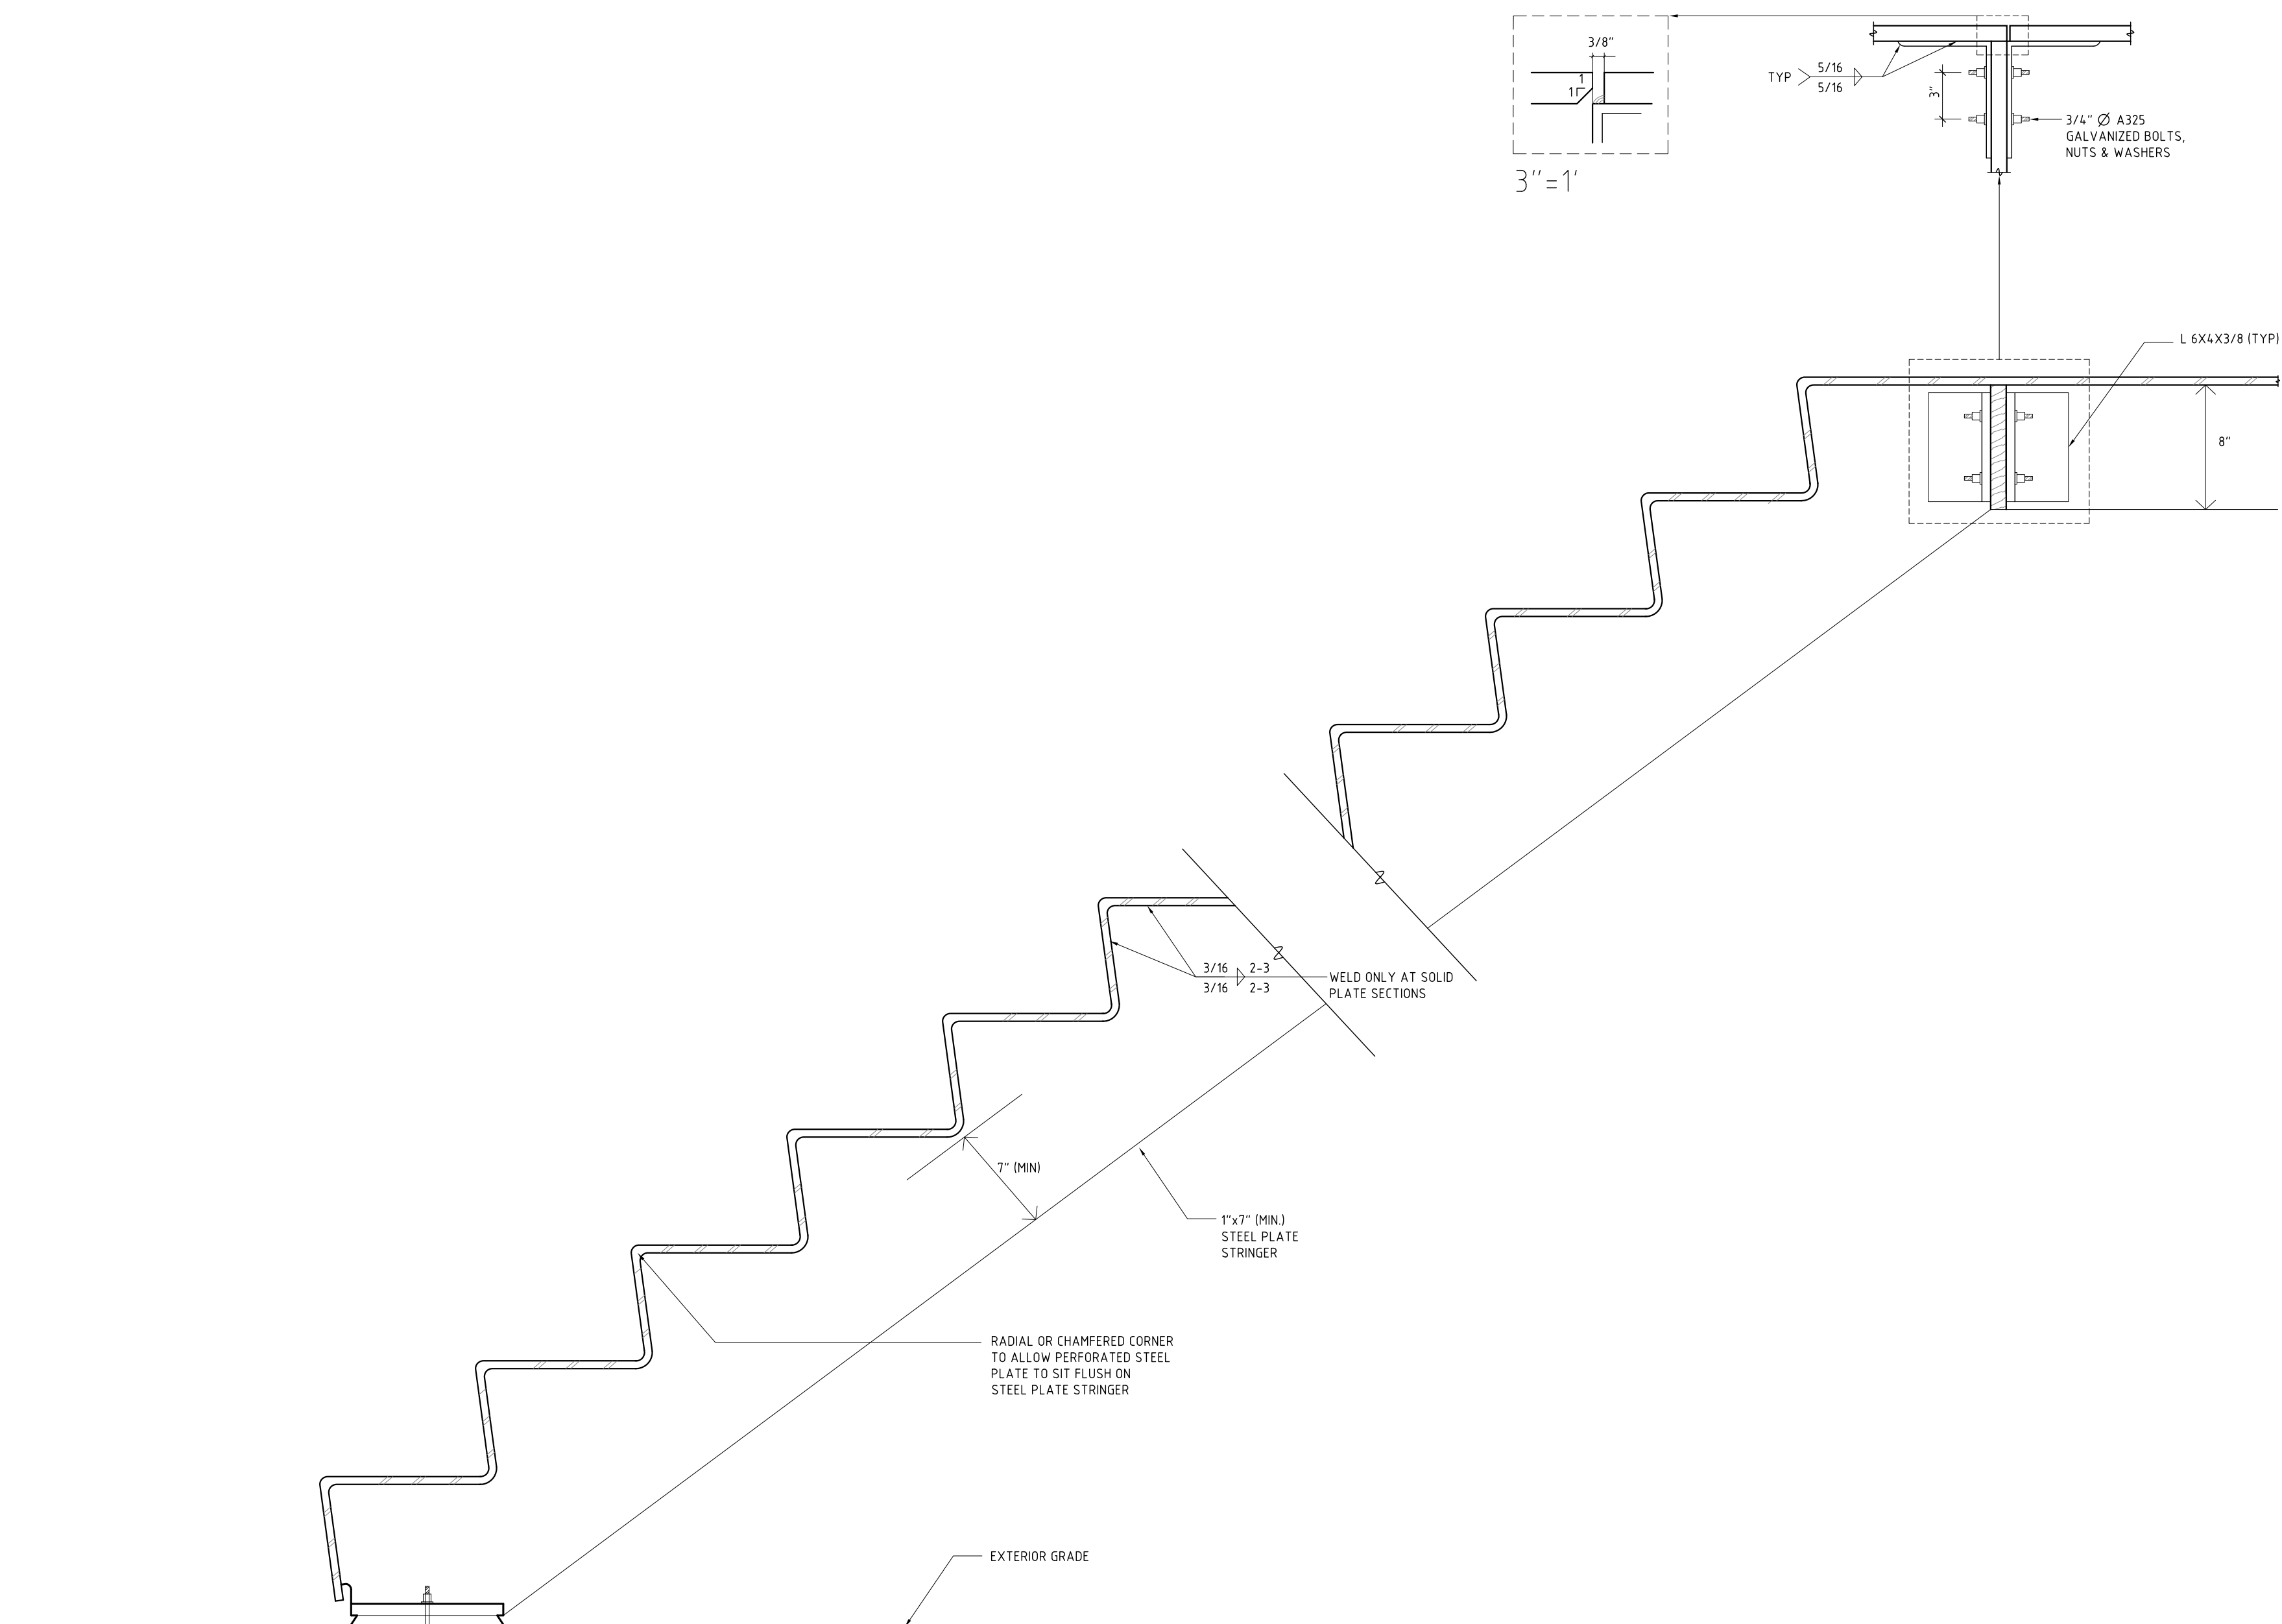 3/8"
1
1
3"=1'
TYP
5/16
5/16
3"
3/4" Ø A325
GALVANIZED BOLTS,
NUTS & WASHERS
L 6X4X3/8 (TYP)
8"
3/16 2-3
3/16 2-3
WELD ONLY AT SOLID
PLATE SECTIONS
7" (MIN)
1"x7" (MIN.)
STEEL PLATE
STRINGER
RADIAL OR CHAMFERED CORNER
TO ALLOW PERFORATED STEEL
PLATE TO SIT FLUSH ON
STEEL PLATE STRINGER
EXTERIOR GRADE